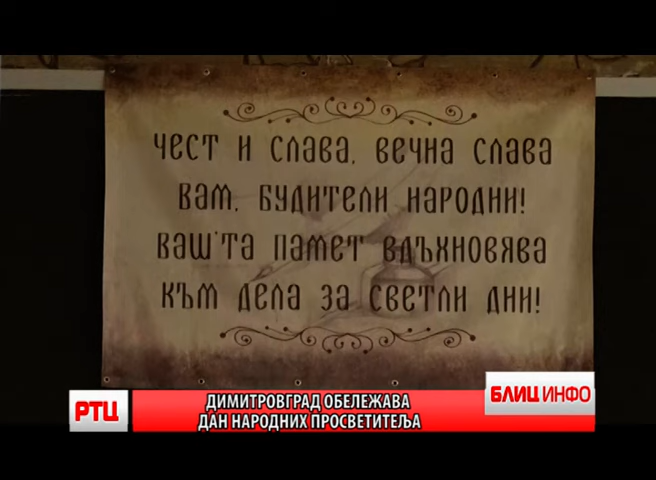 ЧЕСТ И СЛАВА, ВЕЧНА СЛАВА
ВАМ, БУДИТЕЛИ НАРОДНИ!
ВАШ'ТА ПАМЕТ ВДЪХНОВЯВА
КЪМ ДЕЛА ЗА СВЕТЛИ ДНИ!
РТЦ
ДИМИТРОВГРАД ОБЕЛЕЖАВА
ДАН НАРОДНИХ ПРОСВЕТИТЕЉА
БЛИЦ ИНФО